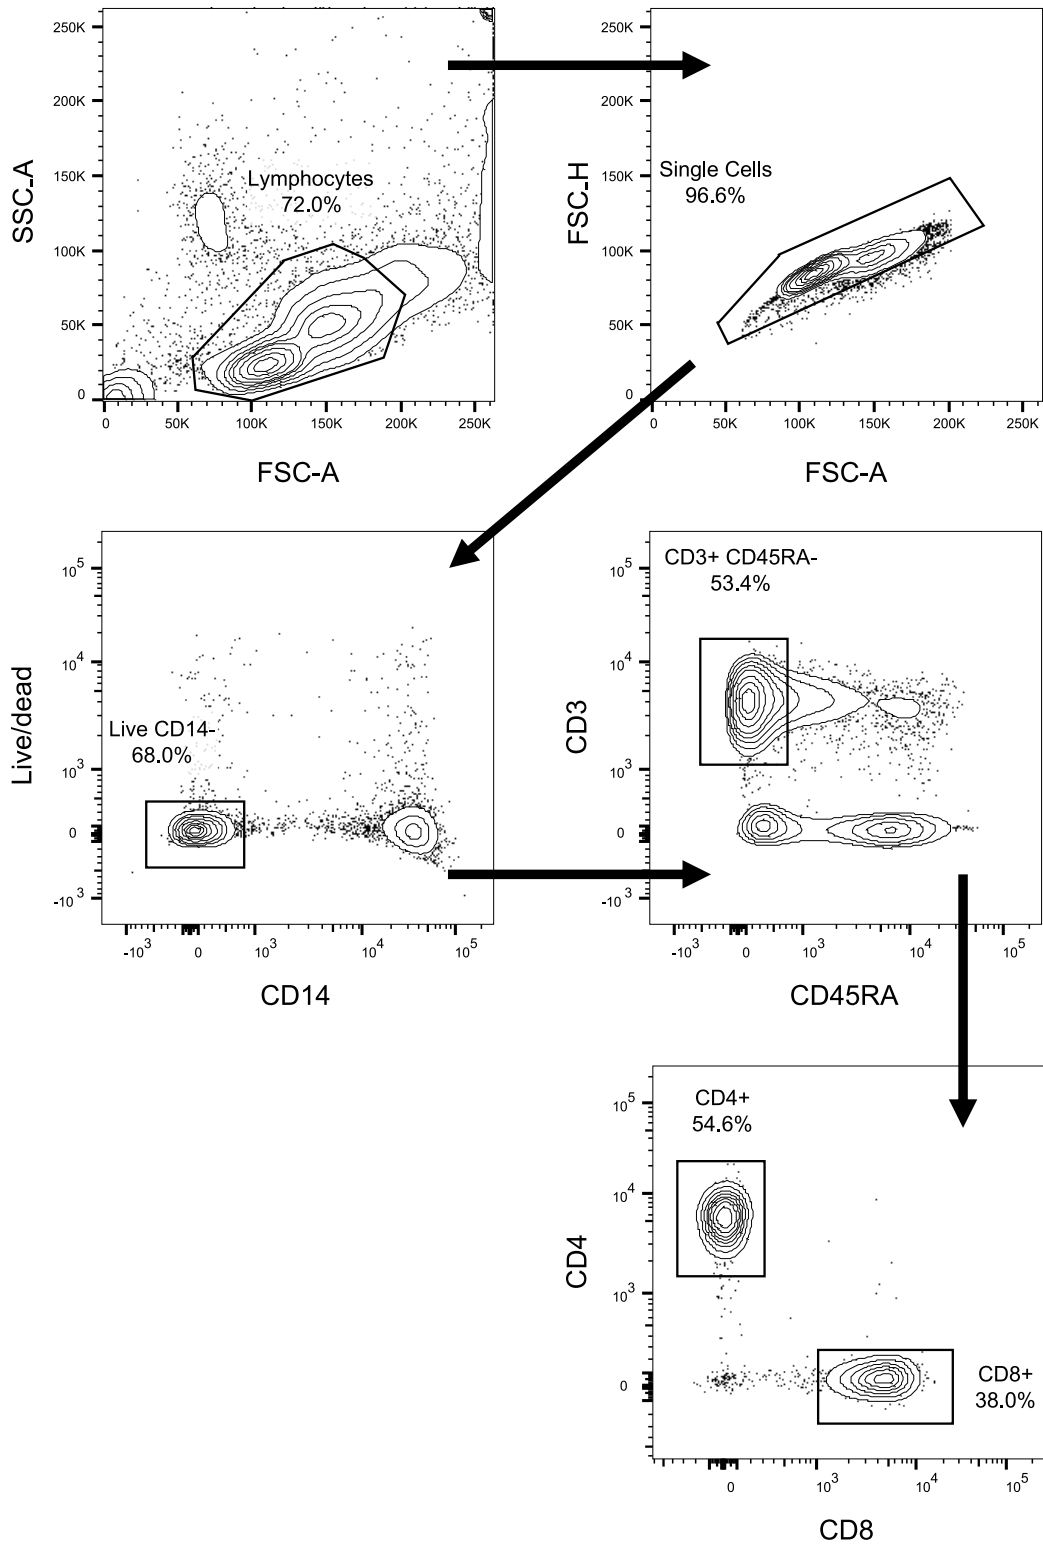 250K
200K
150K
100K
50K
0
SSC-A
Lymphocytes
72.0%
0 50K 100K 150K 200K 250K
FSC-A
250K
200K
150K
100K
50K
0
FSC-H
Single Cells
96.6%
0 50K 100K 150K 200K 250K
FSC-A
10^5
10^4
10^3
0
-10^3
Live/dead
Live CD14-
68.0%
-10^3 0 10^3 10^4 10^5
CD14
10^5
10^4
10^3
0
-10^3
CD3
CD3+ CD45RA-
53.4%
-10^3 0 10^3 10^4 10^5
CD45RA
10^5
10^4
10^3
0
CD4
CD4+
54.6%
CD8+
38.0%
0 10^3 10^4 10^5
CD8